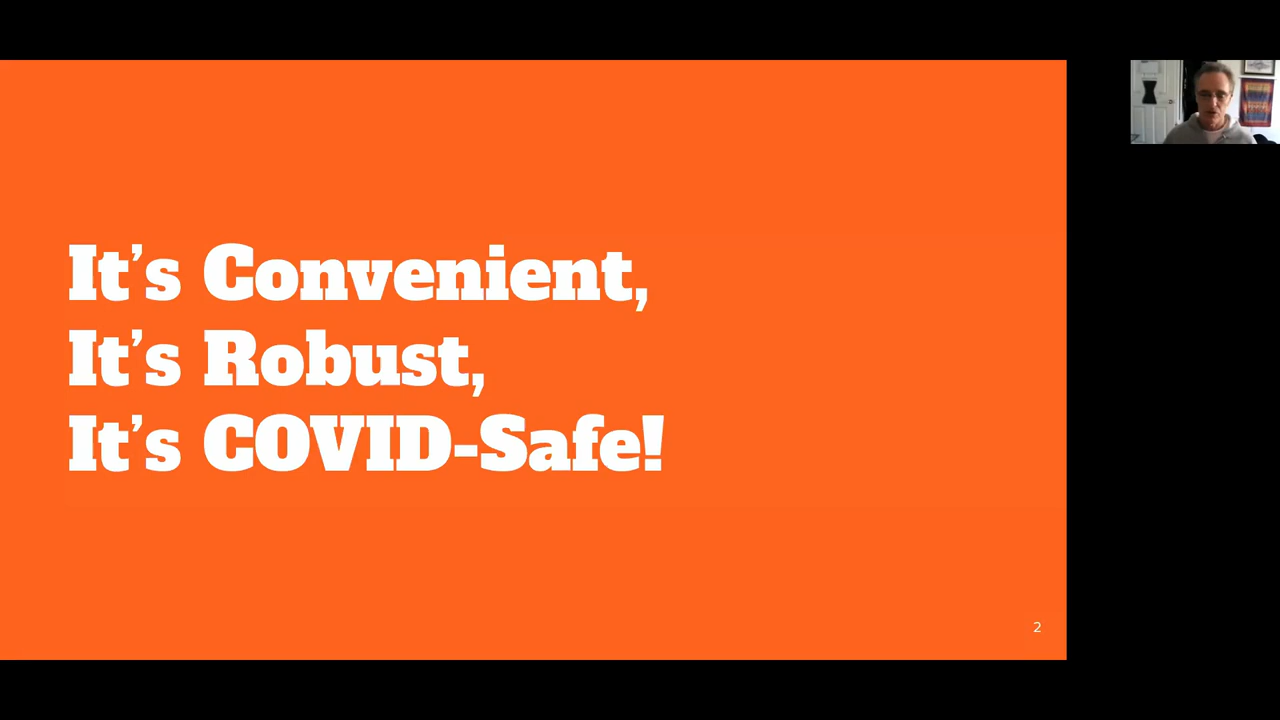 It’s Convenient,
It’s Robust,
It’s COVID-Safe!
2